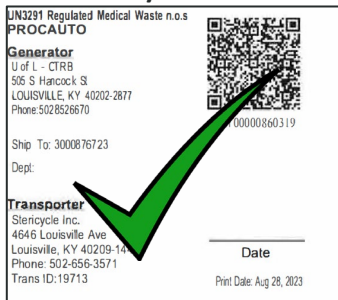 UN3291 Regulated Medical Waste n.o.s
PROCAUTO
Generator
U of L - CTRB
505 S Hancock St
LOUISVILLE, KY 40202-2877
Phone:5028526670
00000860319
Ship To: 3000876723
Dept:
Transporter
Stericycle Inc.
4646 Louisville Ave
Louisville, KY 40209-14
Phone: 502-656-3571
Trans ID:19713
Date
Print Date: Aug 28, 2023